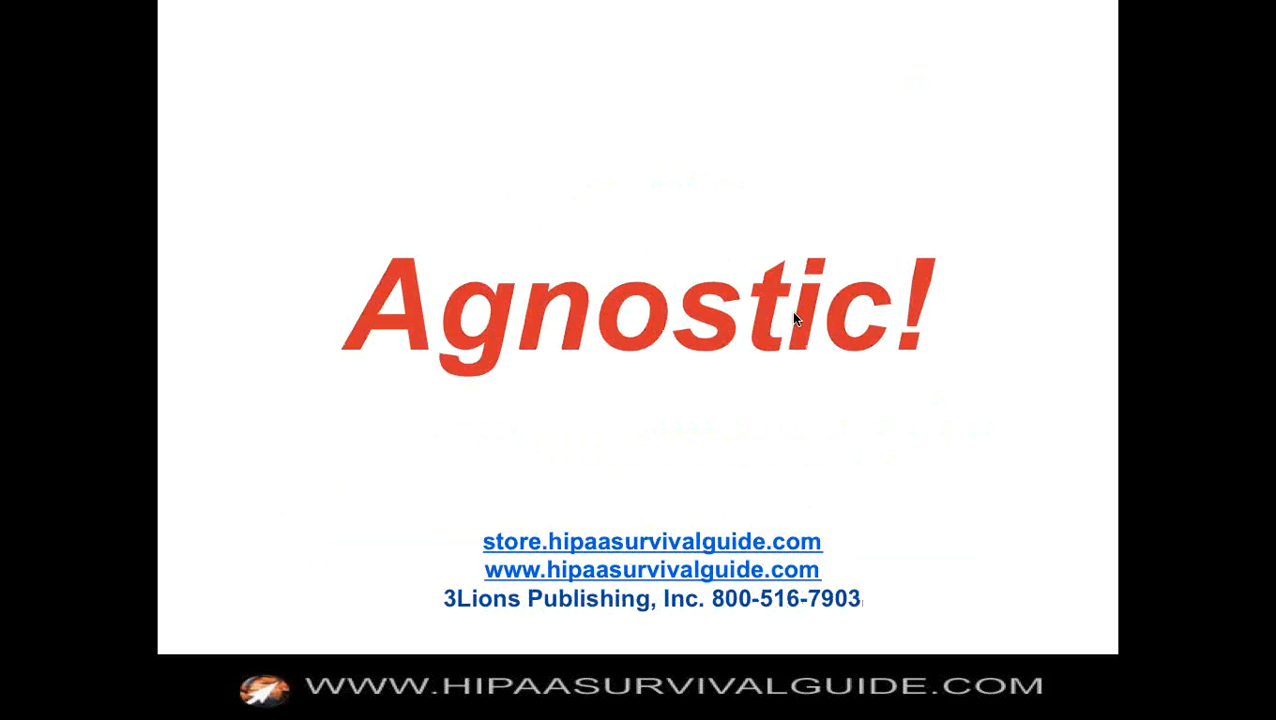 Agnostic!
store.hipaasurvivalguide.com
www.hipaasurvivalguide.com
3Lions Publishing, Inc. 800-516-7903
WWW.HIPAASURVIVALGUIDE.COM